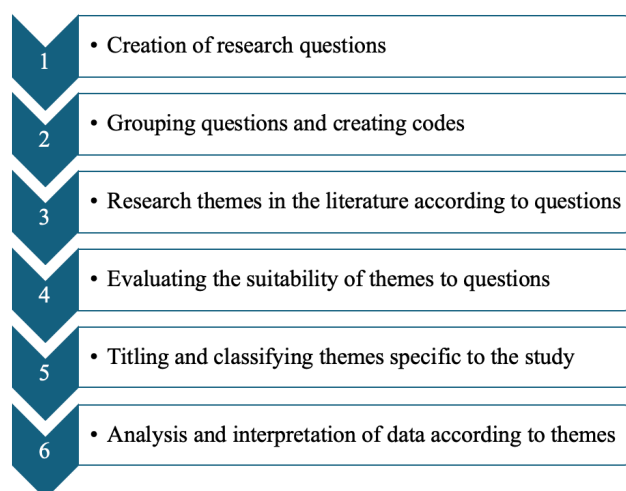 1
• Creation of research questions
2
• Grouping questions and creating codes
3
• Research themes in the literature according to questions
4
• Evaluating the suitability of themes to questions
5
• Titling and classifying themes specific to the study
6
• Analysis and interpretation of data according to themes